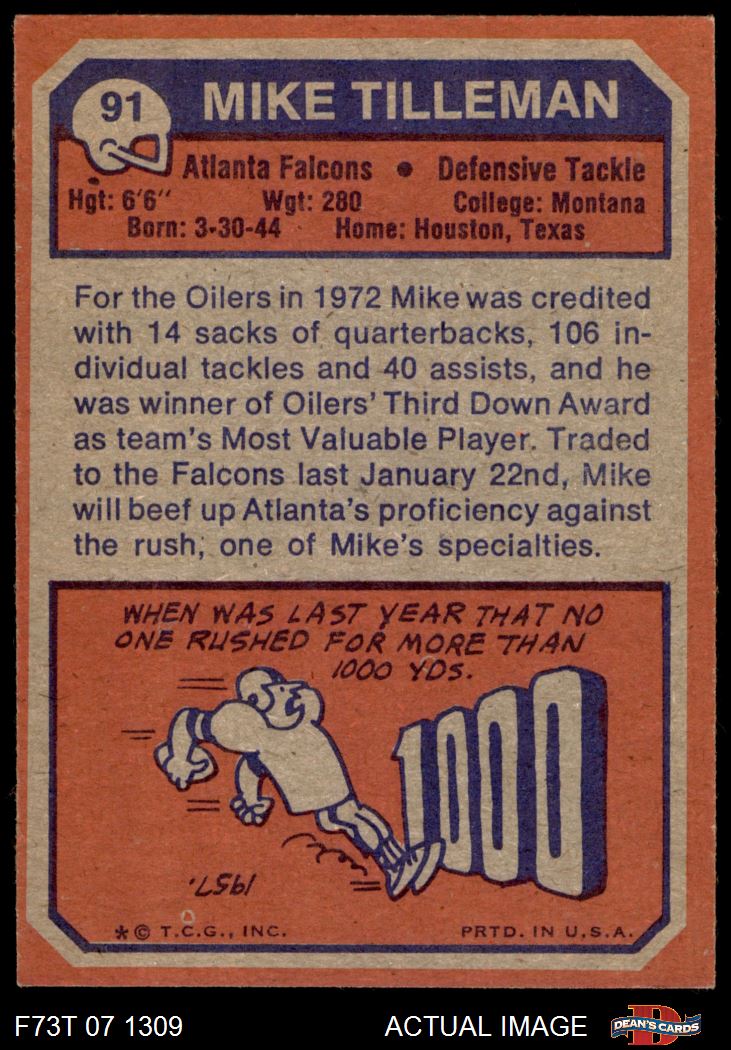 91
MIKE TILLEMAN
Atlanta Falcons • Defensive Tackle
Hgt: 6'6" Wgt: 280 College: Montana
Born: 3-30-44 Home: Houston, Texas
For the Oilers in 1972 Mike was credited
with 14 sacks of quarterbacks, 106 in-
dividual tackles and 40 assists, and he
was winner of Oilers' Third Down Award
as team's Most Valuable Player. Traded
to the Falcons last January 22nd, Mike
will beef up Atlanta's proficiency against
the rush, one of Mike's specialties.
WHEN WAS LAST YEAR THAT NO
ONE RUSHED FOR MORE THAN
1000 YDS.
1000
1957.
* © T.C.G., INC. PRTD. IN U.S.A.
F73T 07 1309 ACTUAL IMAGE
D
DEAN'S CARDS